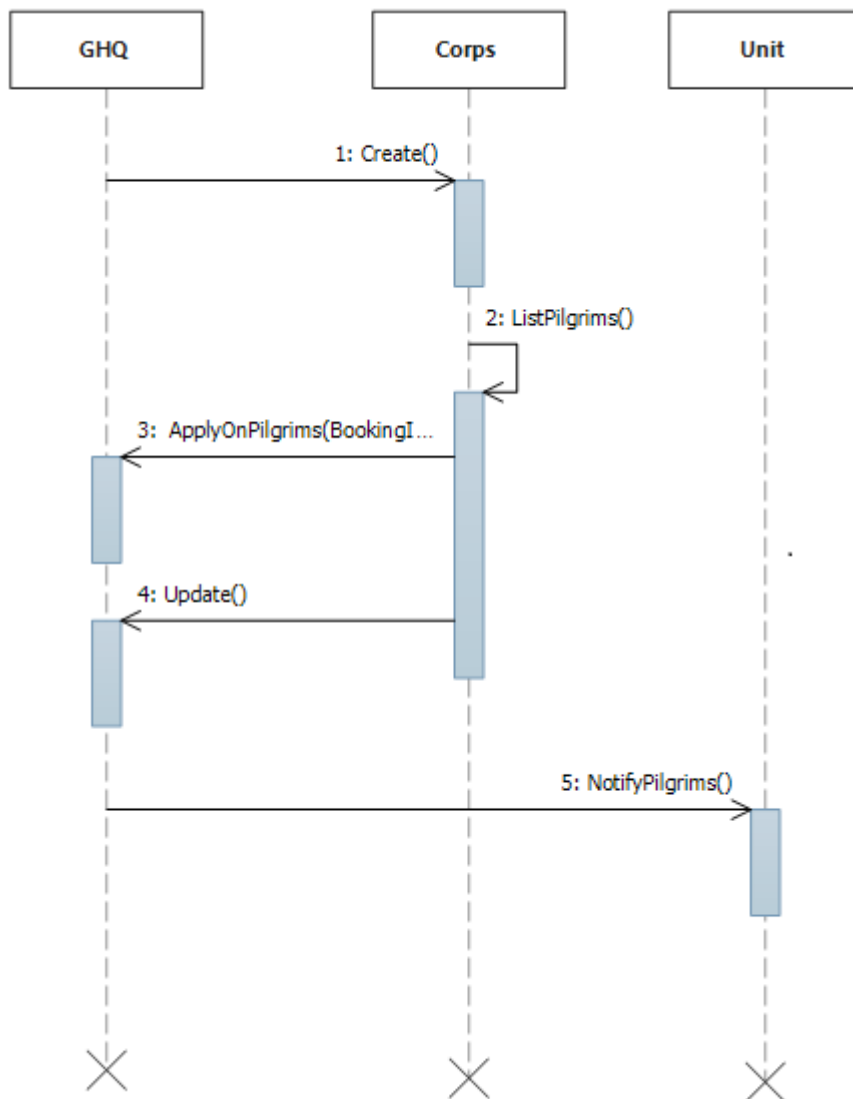 GHQ
Corps
Unit
1: Create()
2: ListPilgrims()
3: ApplyOnPilgrims(BookingI...
4: Update()
5: NotifyPilgrims()